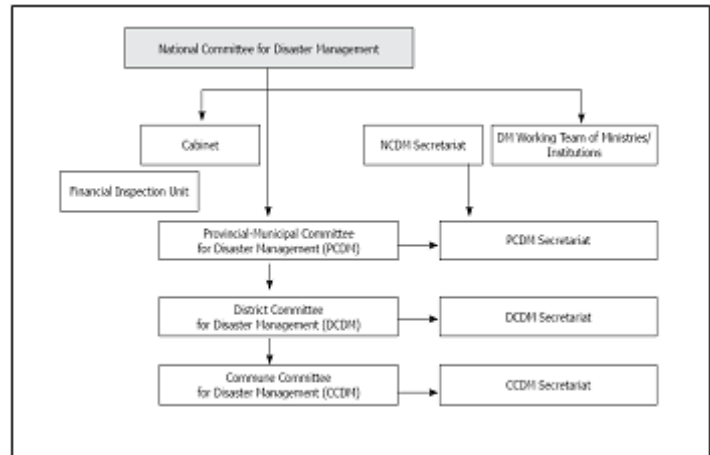 National Committee for Disaster Management
Cabinet
NCDM Secretariat
DM Working Team of Ministries/
Institutions
Financial Inspection Unit
Provincial-Municipal Committee
for Disaster Management (PCDM)
PCDM Secretariat
District Committee
for Disaster Management (DCDM)
DCDM Secretariat
Commune Committee
for Disaster Management (CCDM)
CCDM Secretariat